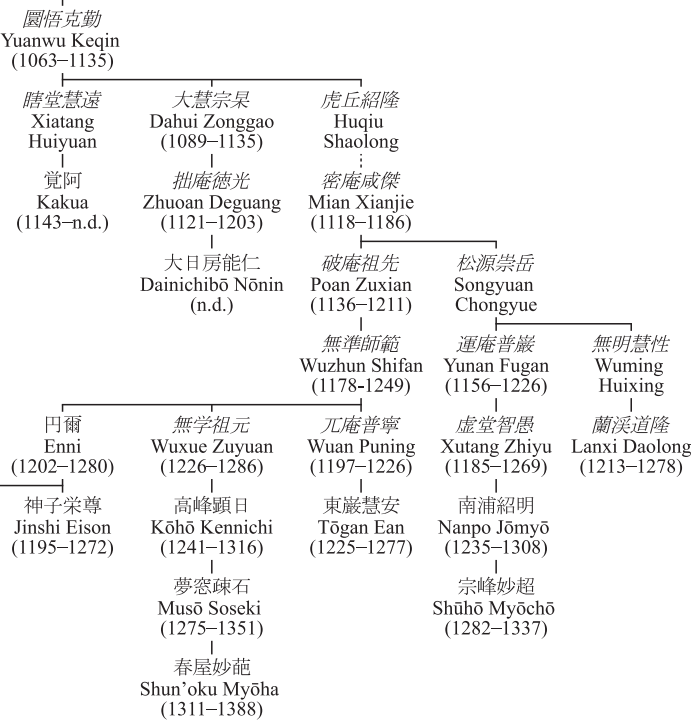 圜悟克勤
Yuanwu Keqin
(1063–1135)
瞎堂慧遠
Xiatang
Huiyuan
大慧宗杲
Dahui Zonggao
(1089–1135)
虎丘紹隆
Huqiu
Shaolong
覚阿
Kakua
(1143–n.d.)
拙庵徳光
Zhuoan Deguang
(1121–1203)
密庵咸傑
Mian Xianjie
(1118–1186)
大日房能仁
Dainichibō Nōnin
(n.d.)
破庵祖先
Poan Zuxian
(1136–1211)
松源崇岳
Songyuan
Chongyue
無準師範
Wuzhun Shifan
(1178-1249)
運庵普巌
Yunan Fugan
(1156–1226)
無明慧性
Wuming
Huixing
円爾
Enni
(1202–1280)
無学祖元
Wuxue Zuyuan
(1226–1286)
兀庵普寧
Wuan Puning
(1197–1226)
虚堂智愚
Xutang Zhiyu
(1185–1269)
蘭渓道隆
Lanxi Daolong
(1213–1278)
神子栄尊
Jinshi Eison
(1195–1272)
高峰顕日
Kōhō Kennichi
(1241–1316)
東巌慧安
Tōgan Ean
(1225–1277)
南浦紹明
Nanpo Jōmyō
(1235–1308)
夢窓疎石
Musō Soseki
(1275–1351)
宗峰妙超
Shūhō Myōchō
(1282–1337)
春屋妙葩
Shun’oku Myōha
(1311–1388)